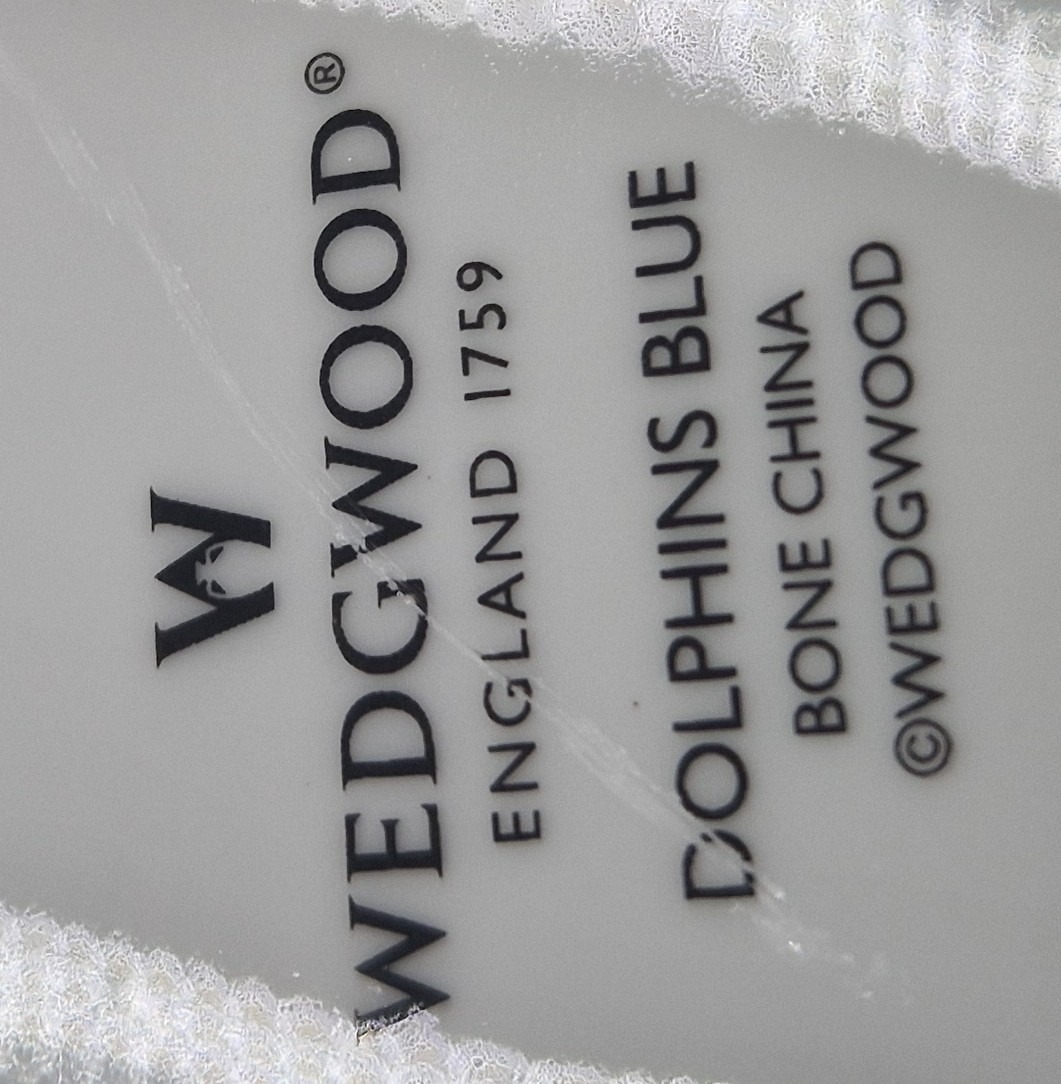 W
WEDGWOOD®
ENGLAND 1759
DOLPHINS BLUE
BONE CHINA
©WEDGWOOD